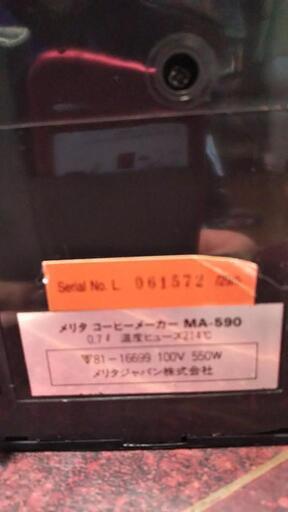 Serial No. L 061572
メリタ コーヒーメーカー MA-590
0.7ℓ 温度ヒューズ214℃
81-16699 100V 550W
メリタジャパン株式会社